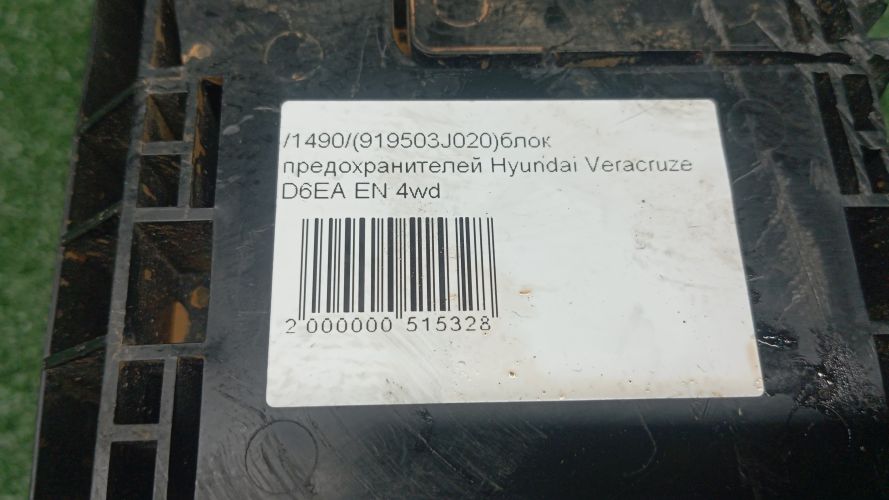 /1490/(919503J020)блок
предохранителей Hyundai Veracruze
D6EA EN 4wd
2 000000 515328